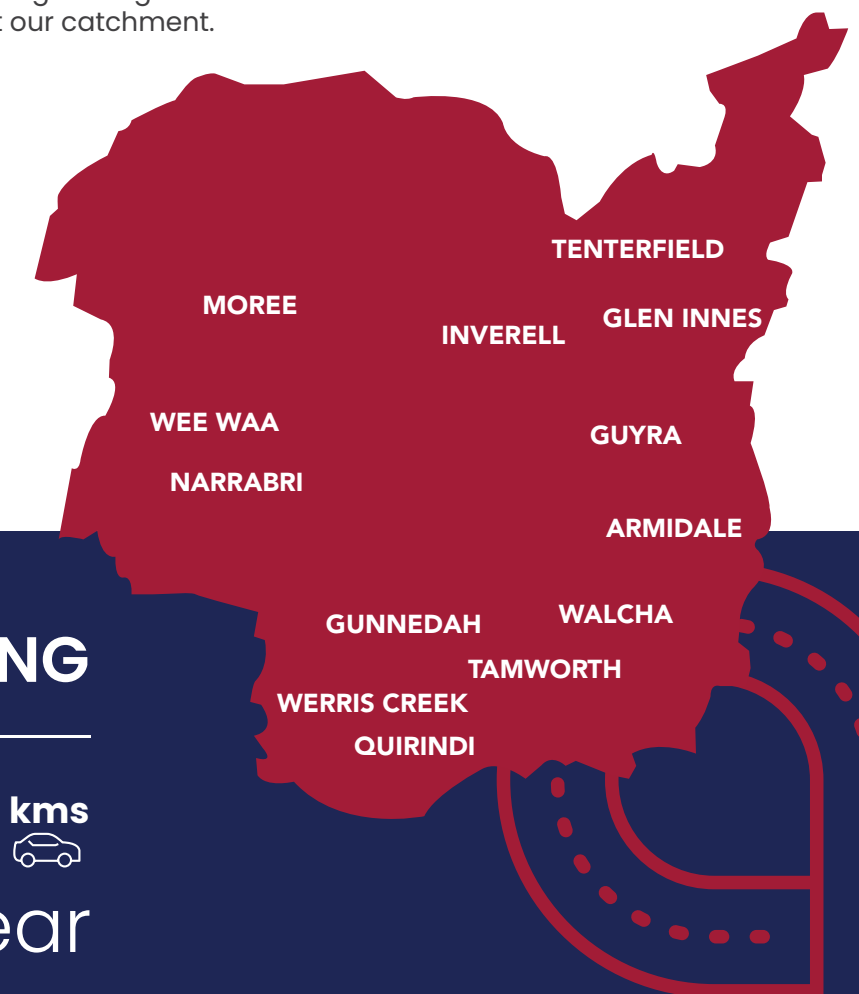 our catchment.
TENTERFIELD
MOREE
GLEN INNES
INVERELL
WEE WAA
GUYRA
NARRABRI
ARMIDALE
WALCHA
GUNNEDAH
NG
TAMWORTH
WERRIS CREEK
QUIRINDI
kms
ear